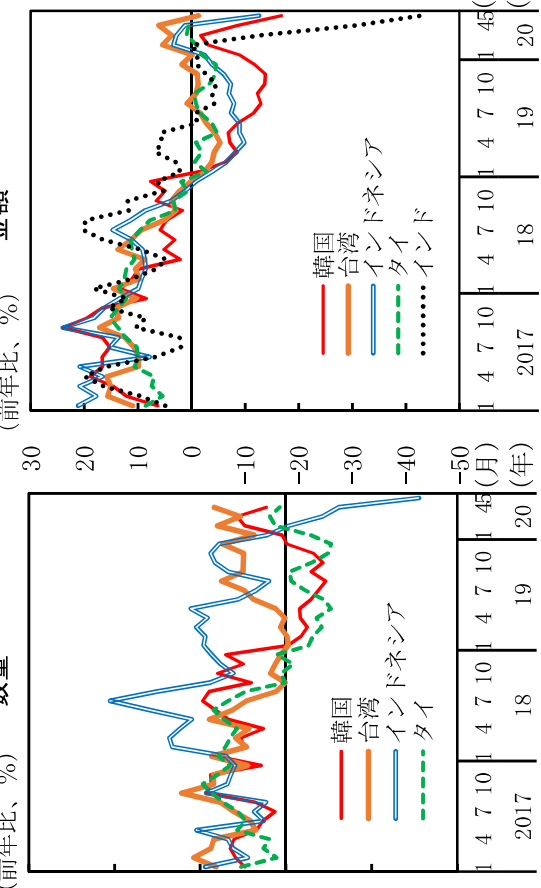 数量
(前年比、%)
韓国
台湾
インドネシア
タイ
1 4 7 10 1 4 7 10 1 4 7 10 1 45 (月)
2017 18 19 20 (年)
金額
(前年比、%)
30
20
10
0
−10
−20
−30
−40
−50
韓国
台湾
インドネシア
タイ
インド
1 4 7 10 1 4 7 10 1 4 7 10 1 45 (
2017 18 19 20 (